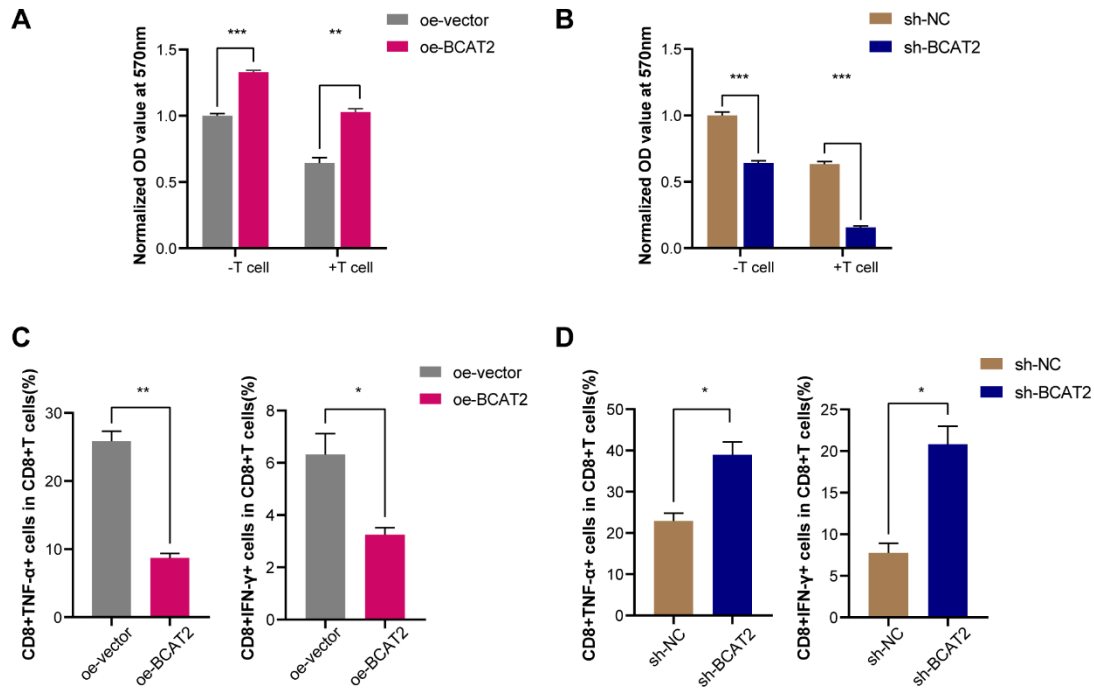 A
oe-vector
oe-BCAT2
Normalized OD value at 570nm
1.5
1.0
0.5
0.0
***
**
-T cell
+T cell
B
sh-NC
sh-BCAT2
Normalized OD value at 570nm
1.5
1.0
0.5
0.0
***
***
-T cell
+T cell
C
oe-vector
oe-BCAT2
CD8+TNF-α+ cells in CD8+T cells(%)
30
20
10
0
**
oe-vector
oe-BCAT2
CD8+IFN-γ+ cells in CD8+T cells(%)
8
6
4
2
0
*
oe-vector
oe-BCAT2
D
sh-NC
sh-BCAT2
CD8+TNF-α+ cells in CD8+T cells(%)
50
40
30
20
10
0
*
sh-NC
sh-BCAT2
CD8+IFN-γ+ cells in CD8+T cells(%)
25
20
15
10
5
0
*
sh-NC
sh-BCAT2